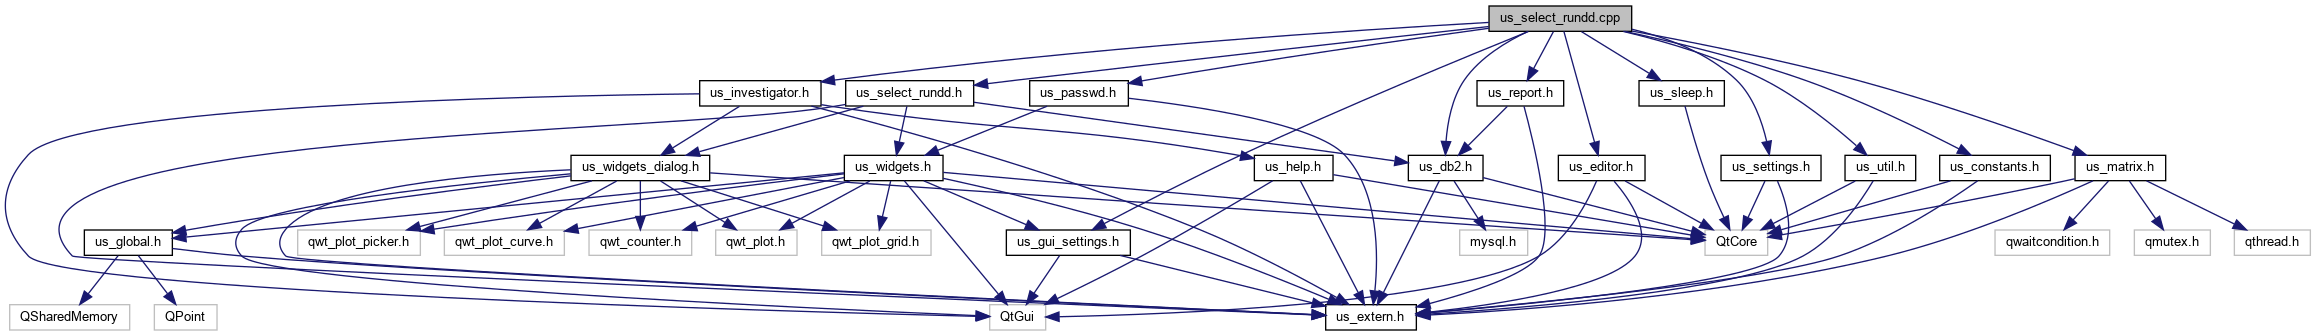 us_select_rundd.cpp
us_investigator.h
us_select_rundd.h
us_passwd.h
us_report.h
us_sleep.h
us_widgets_dialog.h
us_widgets.h
us_help.h
us_db2.h
us_editor.h
us_settings.h
us_util.h
us_constants.h
us_matrix.h
us_global.h
qwt_plot_picker.h
qwt_plot_curve.h
qwt_counter.h
qwt_plot.h
qwt_plot_grid.h
us_gui_settings.h
mysql.h
QtCore
qwaitcondition.h
qmutex.h
qthread.h
QSharedMemory
QPoint
QtGui
us_extern.h